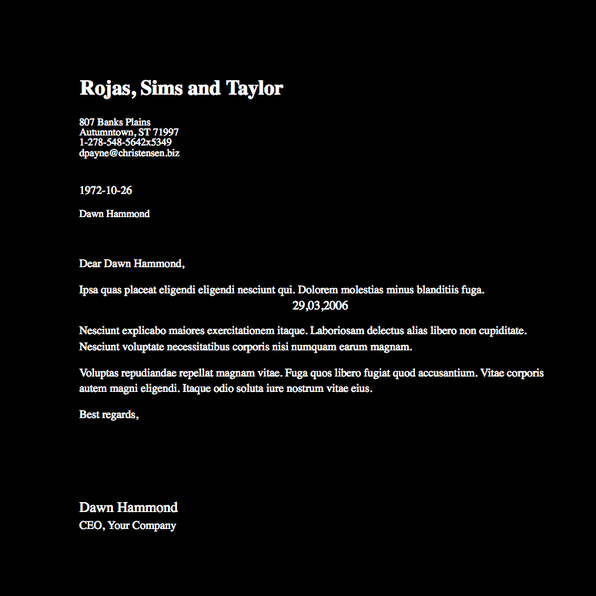 Rojas, Sims and Taylor
807 Banks Plains
Autumntown, ST 71997
1-278-548-5642x5349
dpayne@christensen.biz
1972-10-26
Dawn Hammond
Dear Dawn Hammond,
Ipsa quas placeat eligendi eligendi nesciunt qui. Dolorem molestias minus blanditiis fuga.
29,03,2006
Nesciunt explicabo maiores exercitationem itaque. Laboriosam delectus alias libero non cupiditate.
Nesciunt voluptate necessitatibus corporis nisi numquam earum magnam.
Voluptas repudiandae repellat magnam vitae. Fuga quos libero fugiat quod accusantium. Vitae corporis
autem magni eligendi. Itaque odio soluta iure nostrum vitae eius.
Best regards,
Dawn Hammond
CEO, Your Company